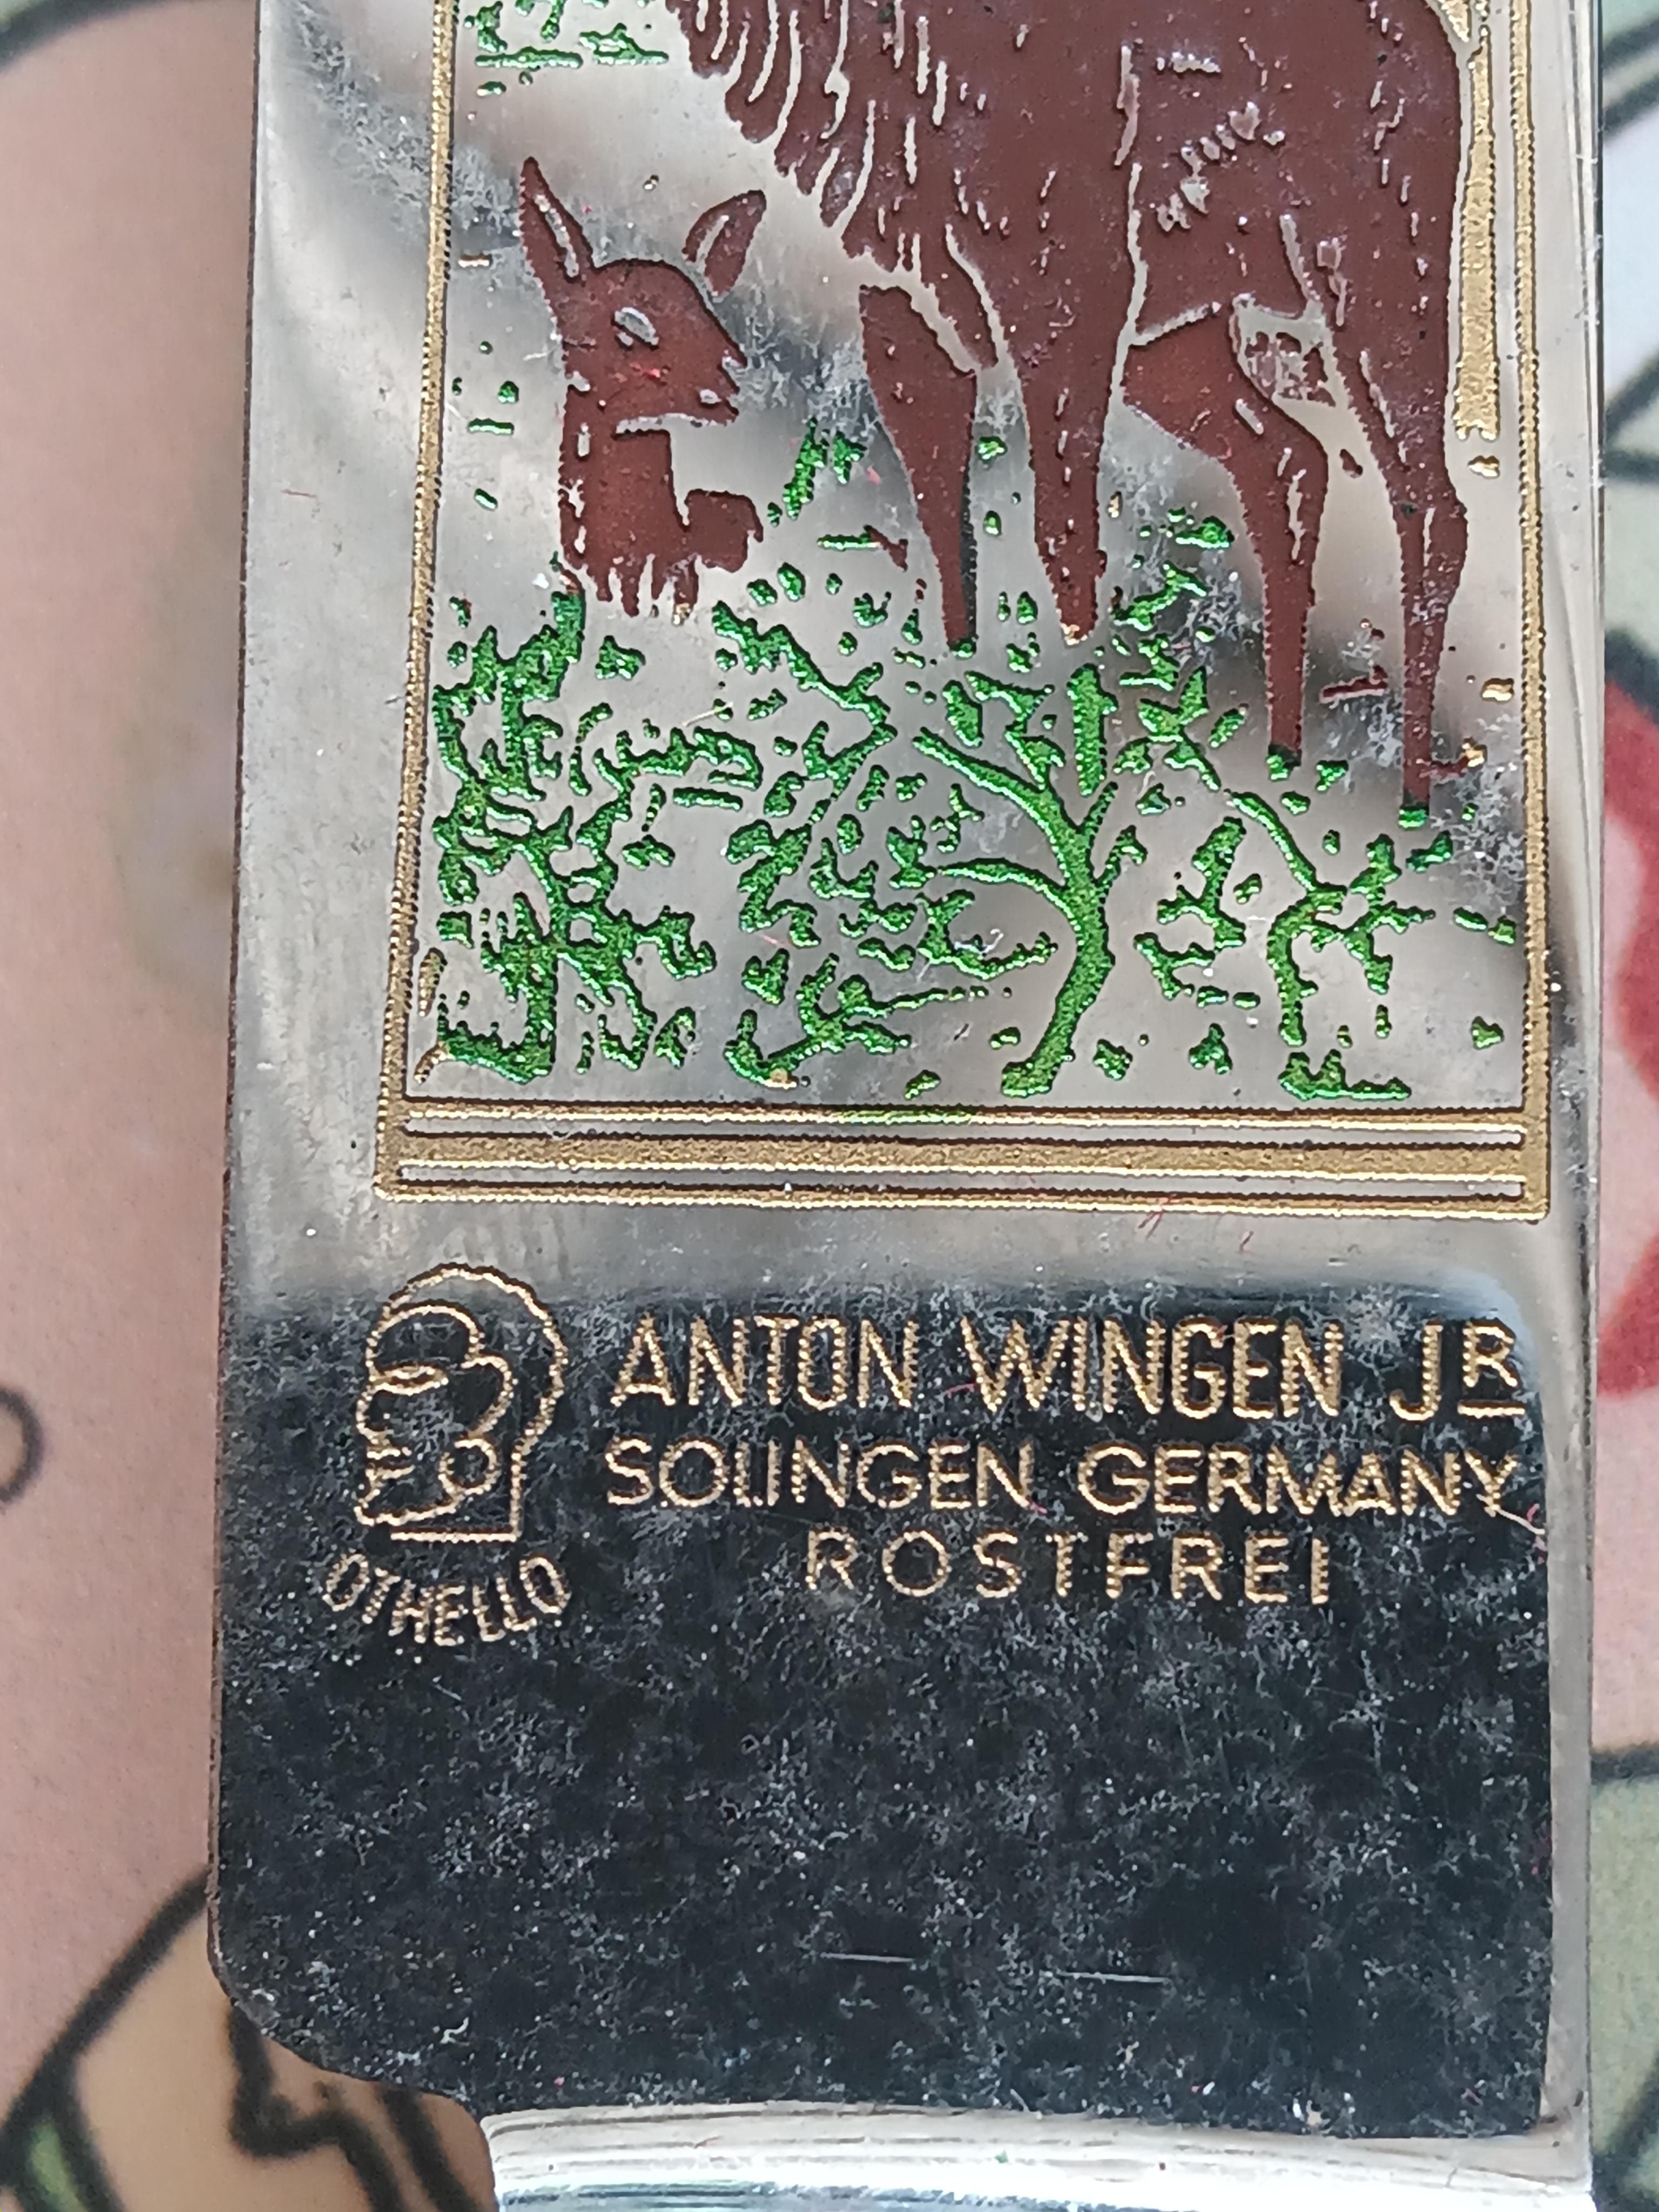 ANTON WINGEN JR
SOLINGEN GERMANY
ROSTFREI
OTHELLO